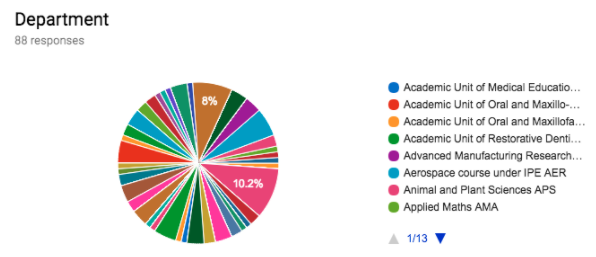 Department
88 responses
8%
10.2%
Academic Unit of Medical Educatio…
Academic Unit of Oral and Maxillo-…
Academic Unit of Oral and Maxillofa…
Academic Unit of Restorative Denti…
Advanced Manufacturing Research…
Aerospace course under IPE AER
Animal and Plant Sciences APS
Applied Maths AMA
1/13